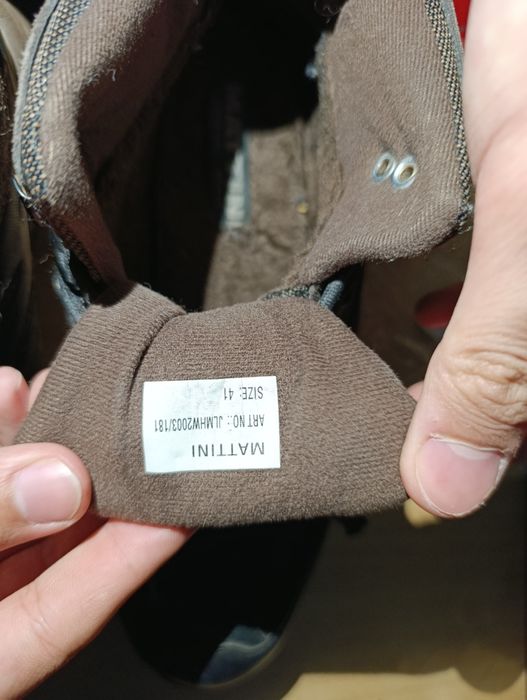 MATTINI
ART NO.: JLMHW2003/181
SIZE: 41